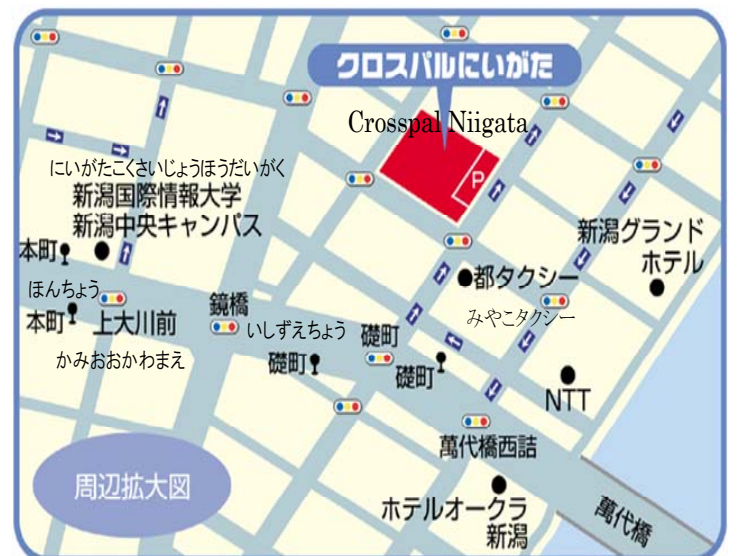 クロスパルにいがた
Crosspal Niigata
P
にいがたこくさいじょうほうだいがく
新潟国際情報大学
新潟中央キャンパス
本町
ほんちょう
本町
上大川前
かみおおかわまえ
鏡橋
いしずえちょう
礎町
礎町
礎町
新潟グランド
ホテル
都タクシー
みやこタクシー
NTT
萬代橋西詰
ホテルオークラ
新潟
萬代橋
周辺拡大図